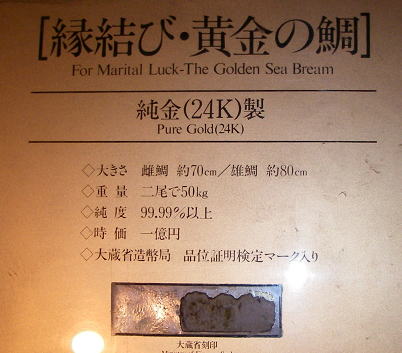 [縁結び・黄金の鯛]
For Marital Luck-The Golden Sea Bream
純金(24K)製
Pure Gold(24K)
◇大きさ 雌鯛 約70cm/雄鯛 約80cm
◇重量 二尾で50kg
◇純度 99.99%以上
◇時価 一億円
◇大蔵省造幣局 品位証明検定マーク入り
大蔵省刻印